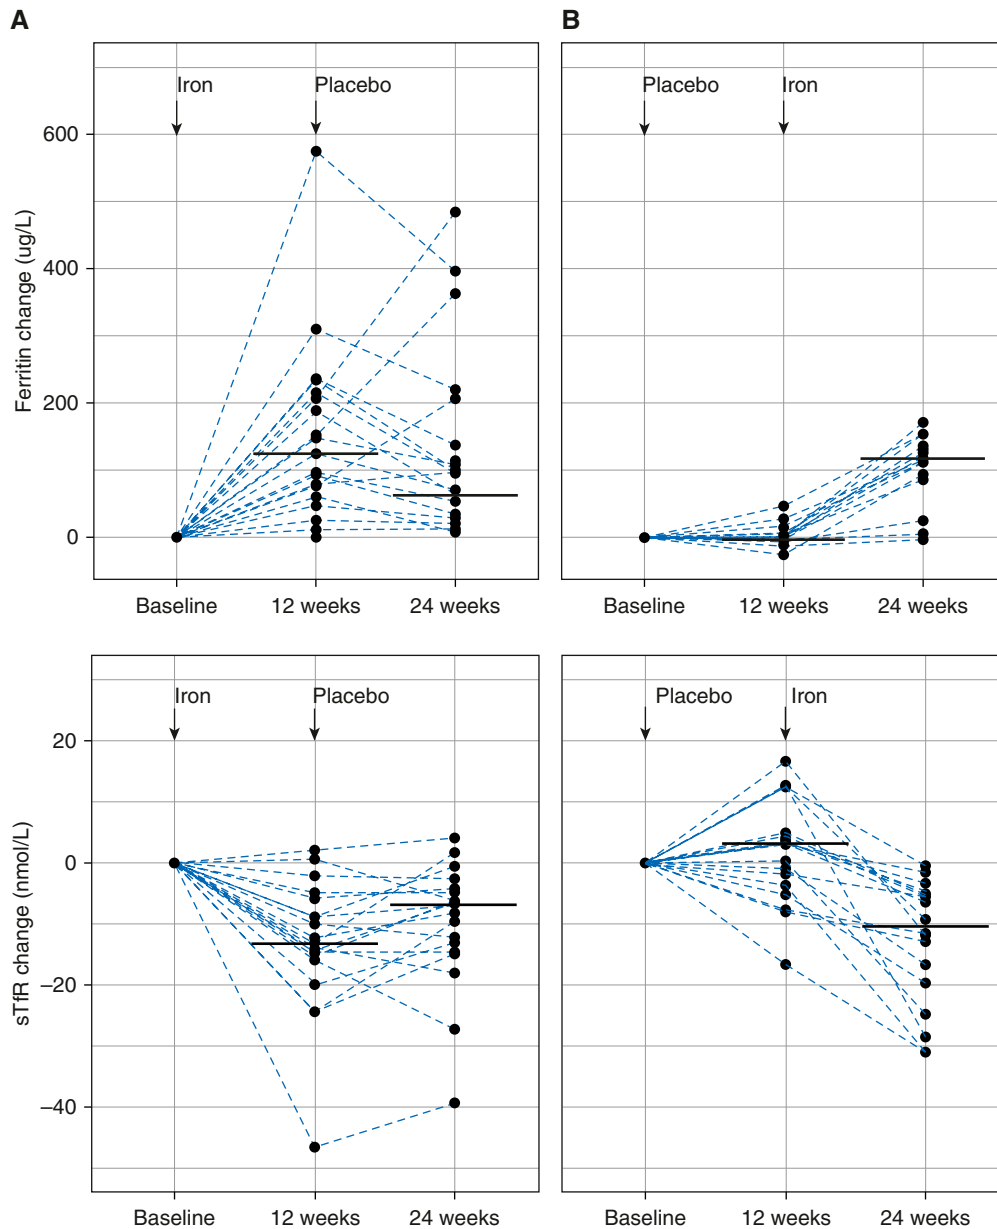 A
B
Iron
Placebo
Placebo
Iron
600
400
200
0
Ferritin change (ug/L)
Baseline
12 weeks
24 weeks
Baseline
12 weeks
24 weeks
Iron
Placebo
Placebo
Iron
20
0
–20
–40
sTfR change (nmol/L)
Baseline
12 weeks
24 weeks
Baseline
12 weeks
24 weeks